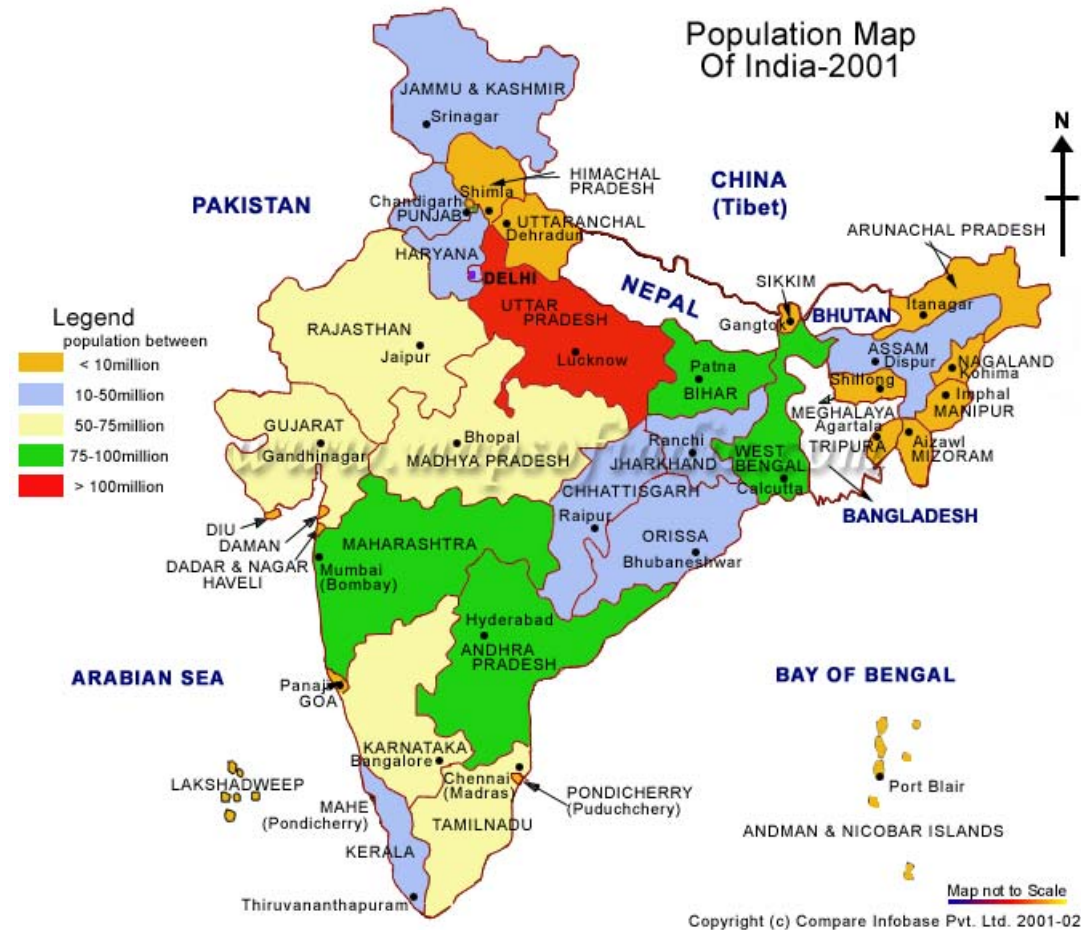 Population Map
Of India-2001
N
JAMMU & KASHMIR
Srinagar
HIMACHAL
PRADESH
CHINA
(Tibet)
PAKISTAN
Shimla
Chandigarh
PUNJAB
UTTARANCHAL
Dehradun
ARUNACHAL PRADESH
HARYANA
DELHI
NEPAL
SIKKIM
Gangtok
BHUTAN
Itanagar
UTTAR
PRADESH
Lucknow
RAJASTHAN
Jaipur
Legend
population between
< 10million
10-50million
50-75million
75-100million
> 100million
Patna
BIHAR
ASSAM
Dispur
NAGALAND
Kohima
Shillong
MEGHALAYA
Imphal
MANIPUR
Agartala
TRIPURA
Aizawl
MIZORAM
GUJARAT
Gandhinagar
Bhopal
MADHYA PRADESH
Ranchi
JHARKHAND
WEST
BENGAL
Calcutta
BANGLADESH
CHHATTISGARH
Raipur
ORISSA
Bhubaneshwar
DIU
DAMAN
DADAR & NAGAR
HAVELI
MAHARASHTRA
Mumbai
(Bombay)
Hyderabad
ANDHRA
PRADESH
ARABIAN SEA
Panaji
GOA
BAY OF BENGAL
KARNATAKA
Bangalore
Chennai
(Madras)
PONDICHERRY
(Puduchchery)
LAKSHADWEEP
MAHE
(Pondicherry)
TAMILNADU
KERALA
Thiruvananthapuram
Port Blair
ANDMAN & NICOBAR ISLANDS
Map not to Scale
Copyright (c) Compare Infobase Pvt. Ltd. 2001-02